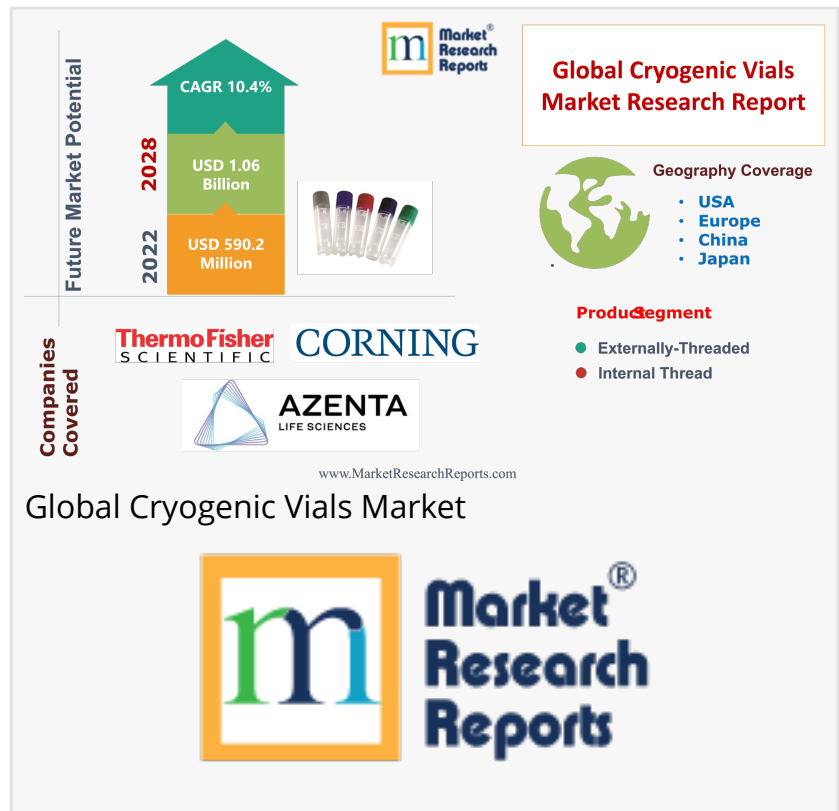 Market®
Research
Reports
Global Cryogenic Vials
Market Research Report
Future Market Potential
CAGR 10.4%
2028
USD 1.06
Billion
2022
USD 590.2
Million
Geography Coverage
• USA
• Europe
• China
• Japan
Product Segment
Externally-Threaded
Internal Thread
Companies
Covered
ThermoFisher
SCIENTIFIC
CORNING
AZENTA
LIFE SCIENCES
www.MarketResearchReports.com
Global Cryogenic Vials Market
m
Market®
Research
Reports